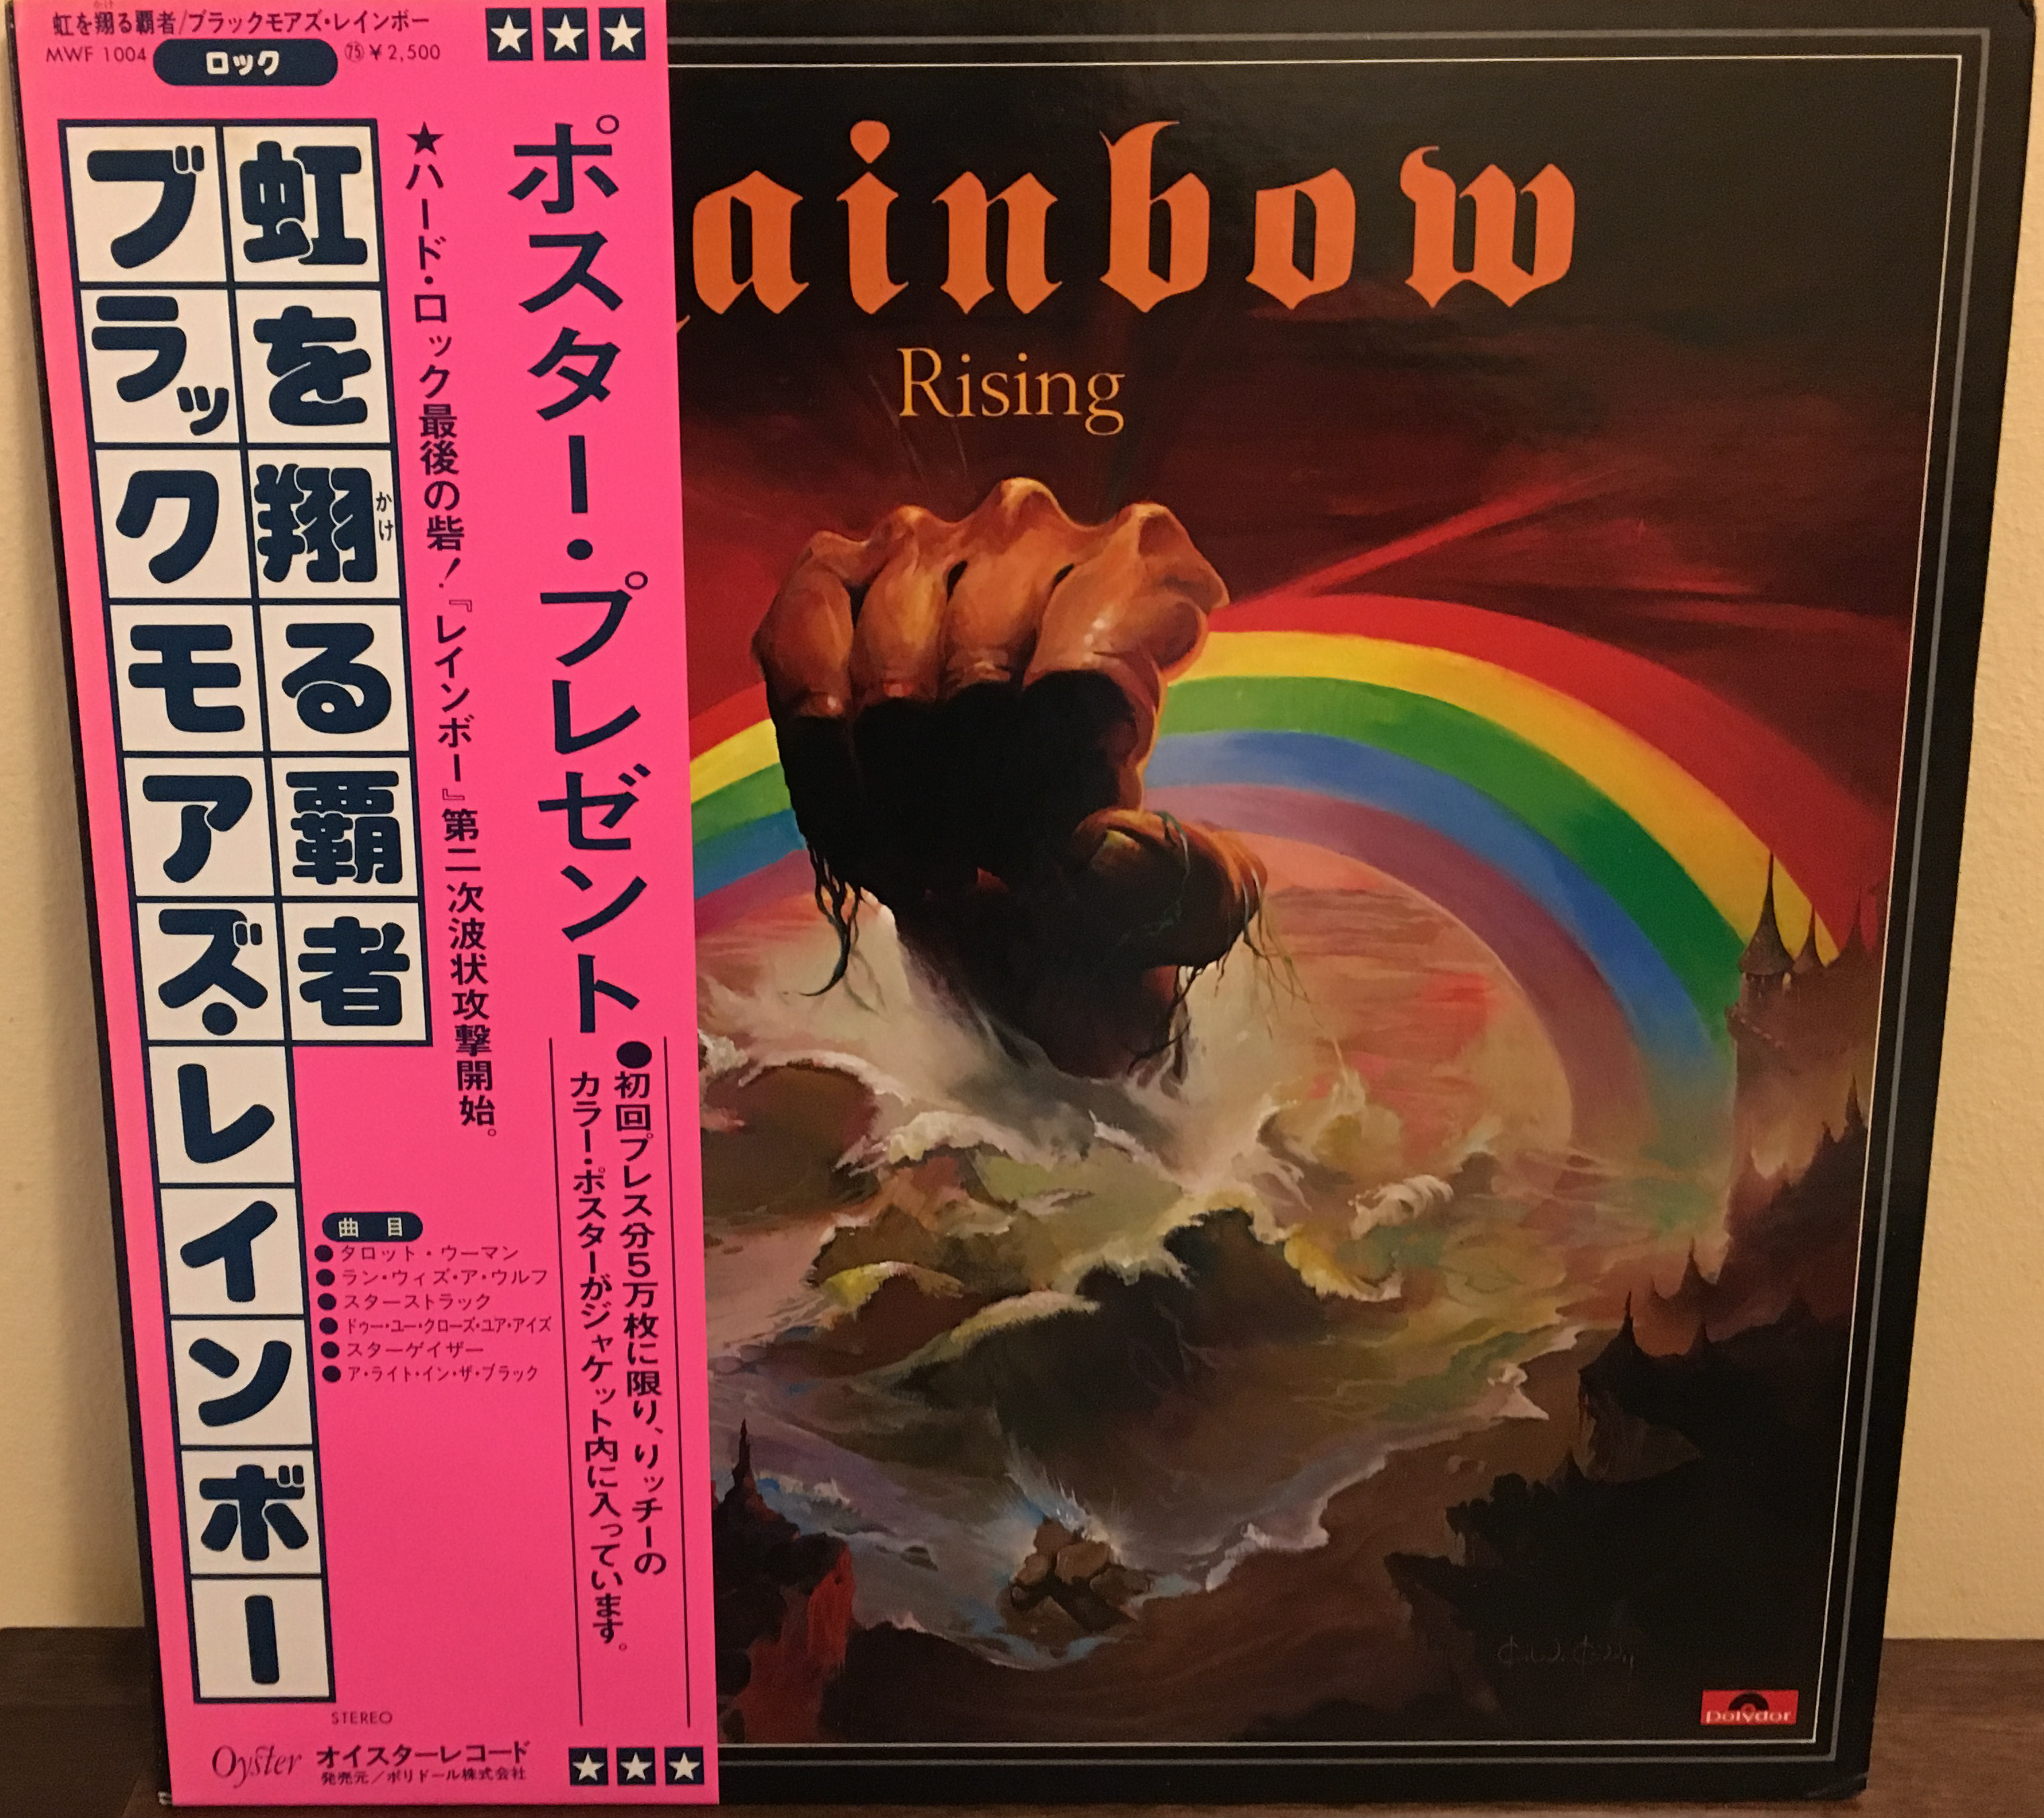 虹を翔る覇者/ブラックモアズ・レインボー
かけ
MWF 1004
ロック
㊄¥2,500
ポスター・プレゼント
●初回プレス分5万枚に限り、リッチーの
カラー・ポスターがジャケット内に入っています。
★ハード・ロック最後の砦!『レインボー』第二次波状攻撃開始。
虹を翔る覇者
かけ
ブラックモアズ・レインボー
曲目
●タロット・ウーマン
●ラン・ウィズ・ア・ウルフ
●スターストラック
●ドゥー・ユー・クローズ・ユア・アイズ
●スターゲイザー
●ア・ライト・イン・ザ・ブラック
STEREO
Oyster オイスターレコード
発売元/ポリドール株式会社
ainbow
Rising
polydor